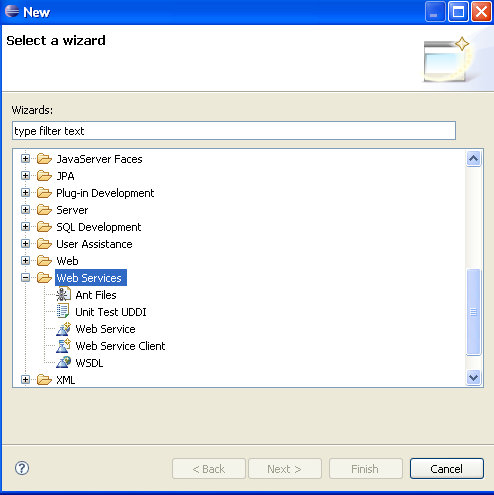 New
Select a wizard
Wizards:
type filter text
JavaServer Faces
JPA
Plug-in Development
Server
SQL Development
User Assistance
Web
Web Services
Ant Files
Unit Test UDDI
Web Service
Web Service Client
WSDL
XML
< Back Next > Finish Cancel